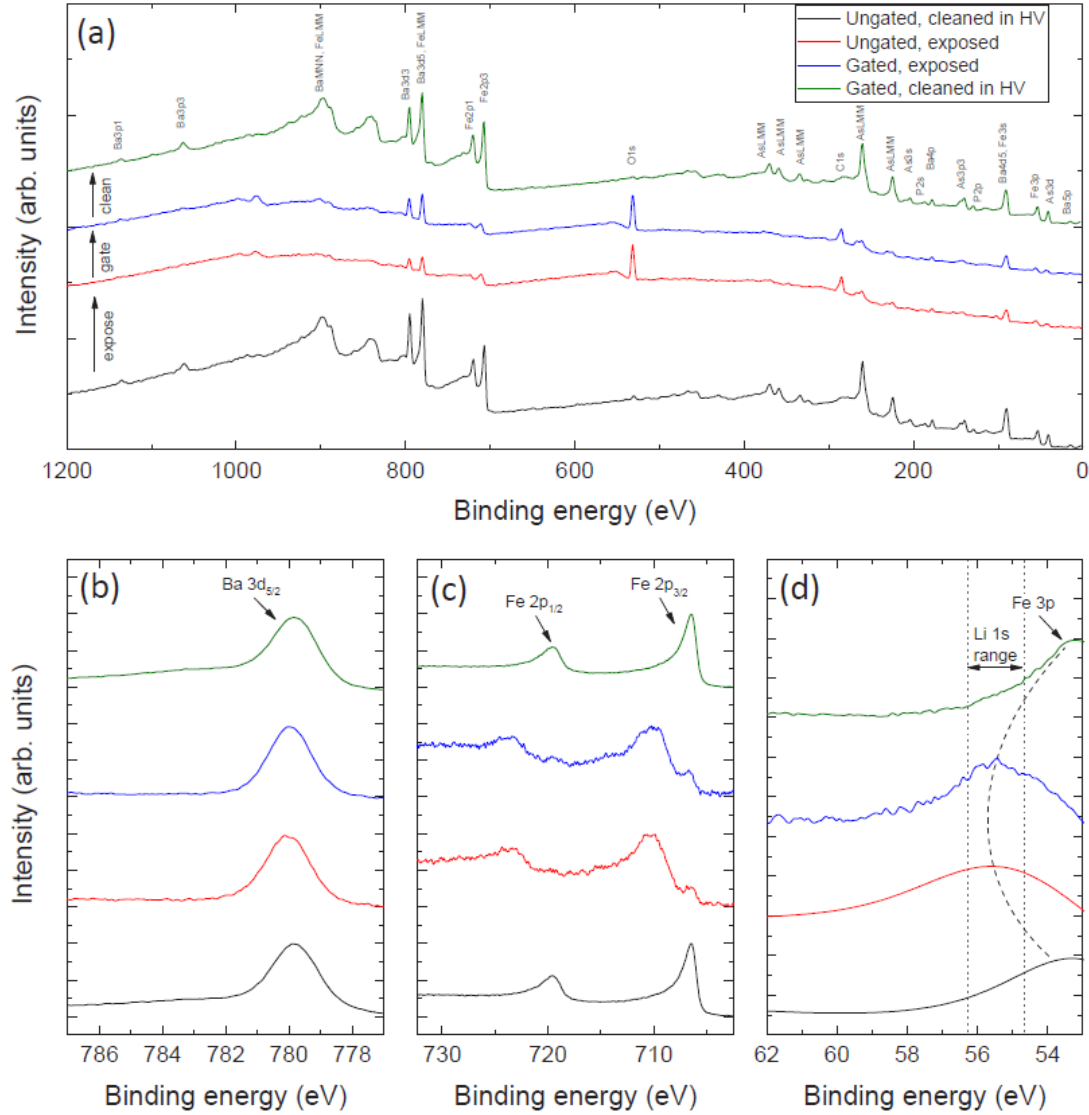 (a)
Ungated, cleaned in HV
Ungated, exposed
Gated, exposed
Gated, cleaned in HV
Ba3p1
Ba3p3
BaMNN, FeLMM
Ba3d3
Ba3d5, FeLMM
Fe2p1
Fe2p3
O1s
AsLMM
AsLMM
AsLMM
C1s
AsLMM
AsLMM
As3s
P2s
Ba4p
As3p3
P2p
Ba4d5, Fe3s
Fe3p
As3d
Ba5p
clean
gate
expose
Intensity (arb. units)
1200 1000 800 600 400 200 0
Binding energy (eV)
(b)
Ba 3d5/2
(c)
Fe 2p1/2
Fe 2p3/2
(d)
Fe 3p
Li 1s
range
Intensity (arb. units)
786 784 782 780 778
730 720 710
62 60 58 56 54
Binding energy (eV)
Binding energy (eV)
Binding energy (eV)